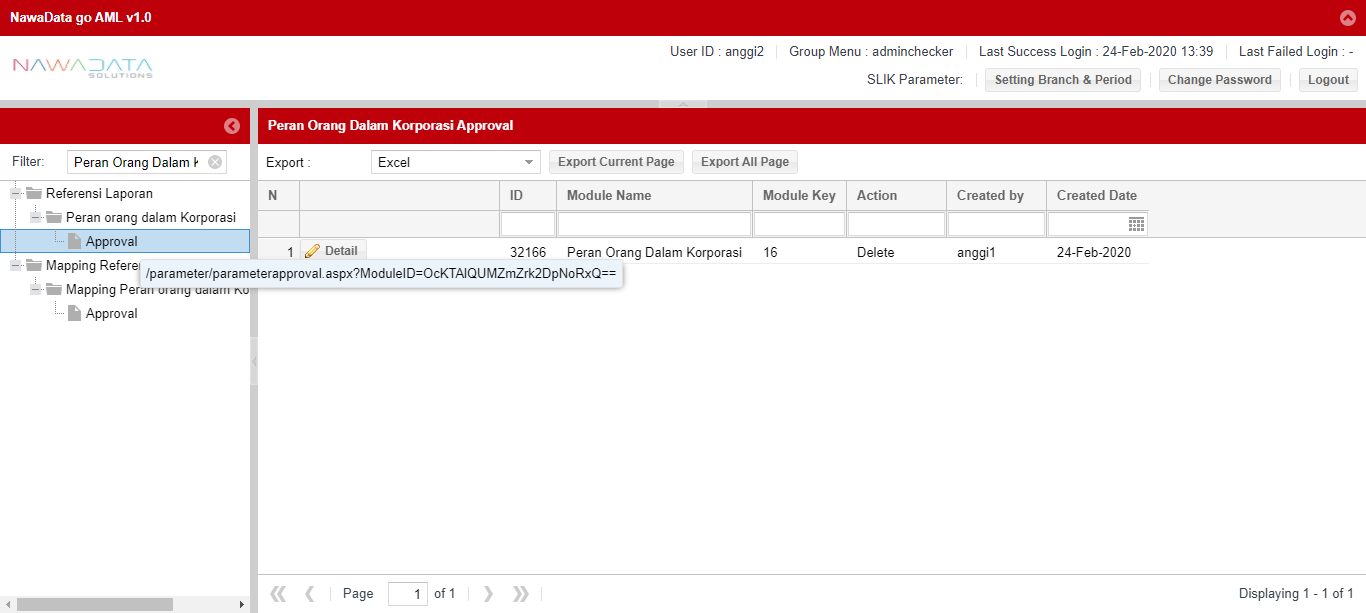 NawaData go AML v1.0
NAWADATA
SOLUTIONS
User ID : anggi2 Group Menu : adminchecker Last Success Login : 24-Feb-2020 13:39 Last Failed Login : -
SLIK Parameter: Setting Branch & Period Change Password Logout
Peran Orang Dalam Korporasi Approval
Filter: Peran Orang Dalam
Export : Excel Export Current Page Export All Page
Referensi Laporan
Peran orang dalam Korporasi
Approval
Mapping Refere
Mapping Peran orang dalam Ko
Approval
/parameter/parameterapproval.aspx?ModuleID=OcKTAlQUMZmZrk2DpNoRxQ==
N ID Module Name Module Key Action Created by Created Date
1 Detail 32166 Peran Orang Dalam Korporasi 16 Delete anggi1 24-Feb-2020
Page 1 of 1 Displaying 1 - 1 of 1